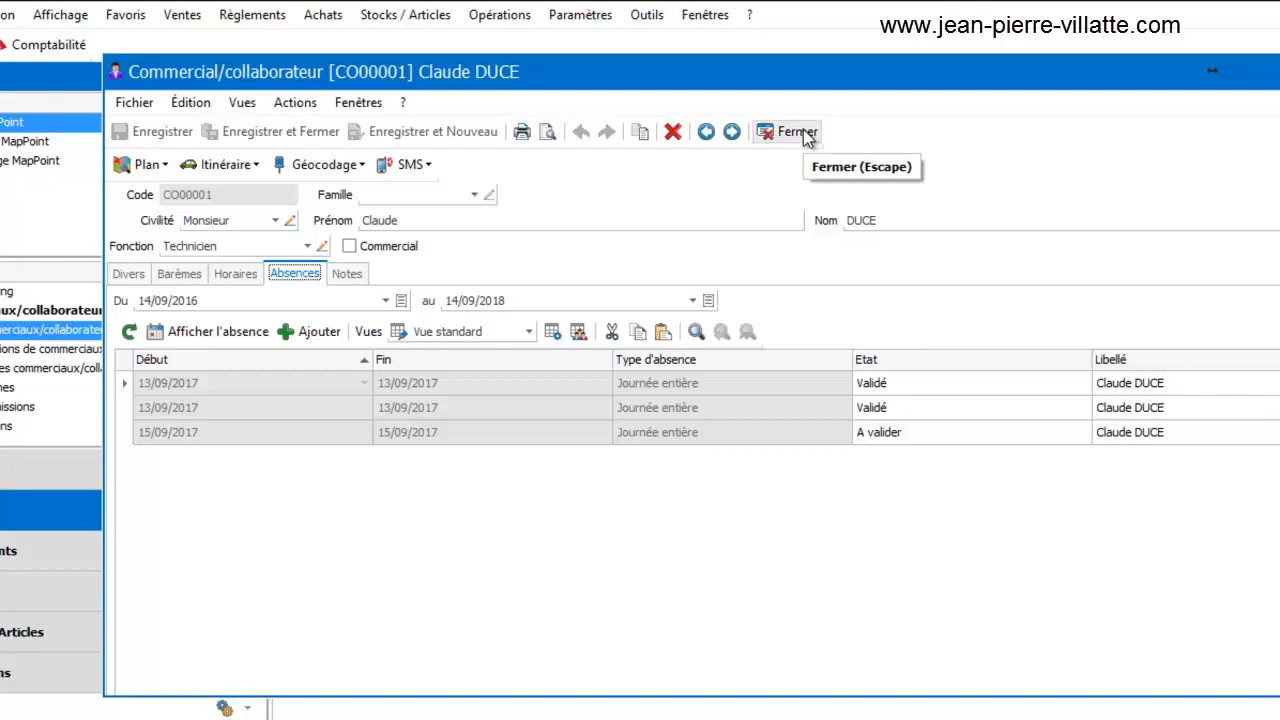 on Affichage Favoris Ventes Règlements Achats Stocks / Articles Opérations Paramètres Outils Fenêtres ?
www.jean-pierre-villatte.com
Comptabilité
Commercial/collaborateur [CO00001] Claude DUCE
Fichier Édition Vues Actions Fenêtres ?
Enregistrer Enregistrer et Fermer Enregistrer et Nouveau Fermer
Fermer (Escape)
Plan Itinéraire Géocodage SMS
Code CO00001 Famille
Civilité Monsieur Prénom Claude Nom DUCE
Fonction Technicien Commercial
Divers Barèmes Horaires Absences Notes
Du 14/09/2016 au 14/09/2018
Afficher l'absence Ajouter Vues Vue standard
Début Fin Type d'absence Etat Libellé
13/09/2017 13/09/2017 Journée entière Validé Claude DUCE
13/09/2017 13/09/2017 Journée entière Validé Claude DUCE
15/09/2017 15/09/2017 Journée entière A valider Claude DUCE
Point
MapPoint
ge MapPoint
ng
ux/collaborateur
erciaux/collaborate
ions de commerciaux
es commerciaux/coll
nes
issions
ns
nts
Articles
ns